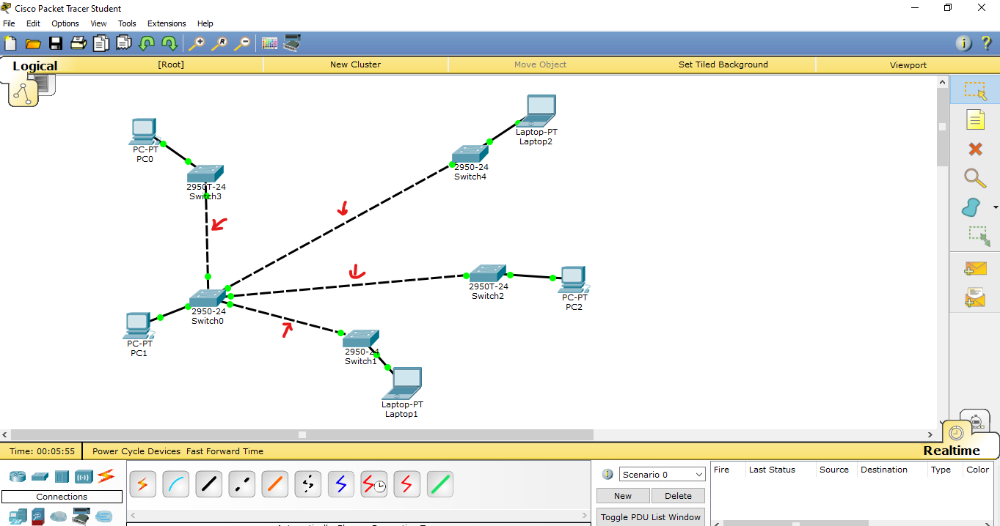 Cisco Packet Tracer Student
File Edit Options View Tools Extensions Help
Logical [Root] New Cluster Move Object Set Tiled Background Viewport
Laptop-PT
Laptop2
PC-PT
PC0
2950-24
Switch4
2950T-24
Switch3
2950T-24
Switch2
PC-PT
PC2
2950-24
Switch0
PC-PT
PC1
2950-24
Switch1
Laptop-PT
Laptop1
Time: 00:05:55 Power Cycle Devices Fast Forward Time Realtime
Connections
Scenario 0
New Delete
Toggle PDU List Window
Fire Last Status Source Destination Type Color